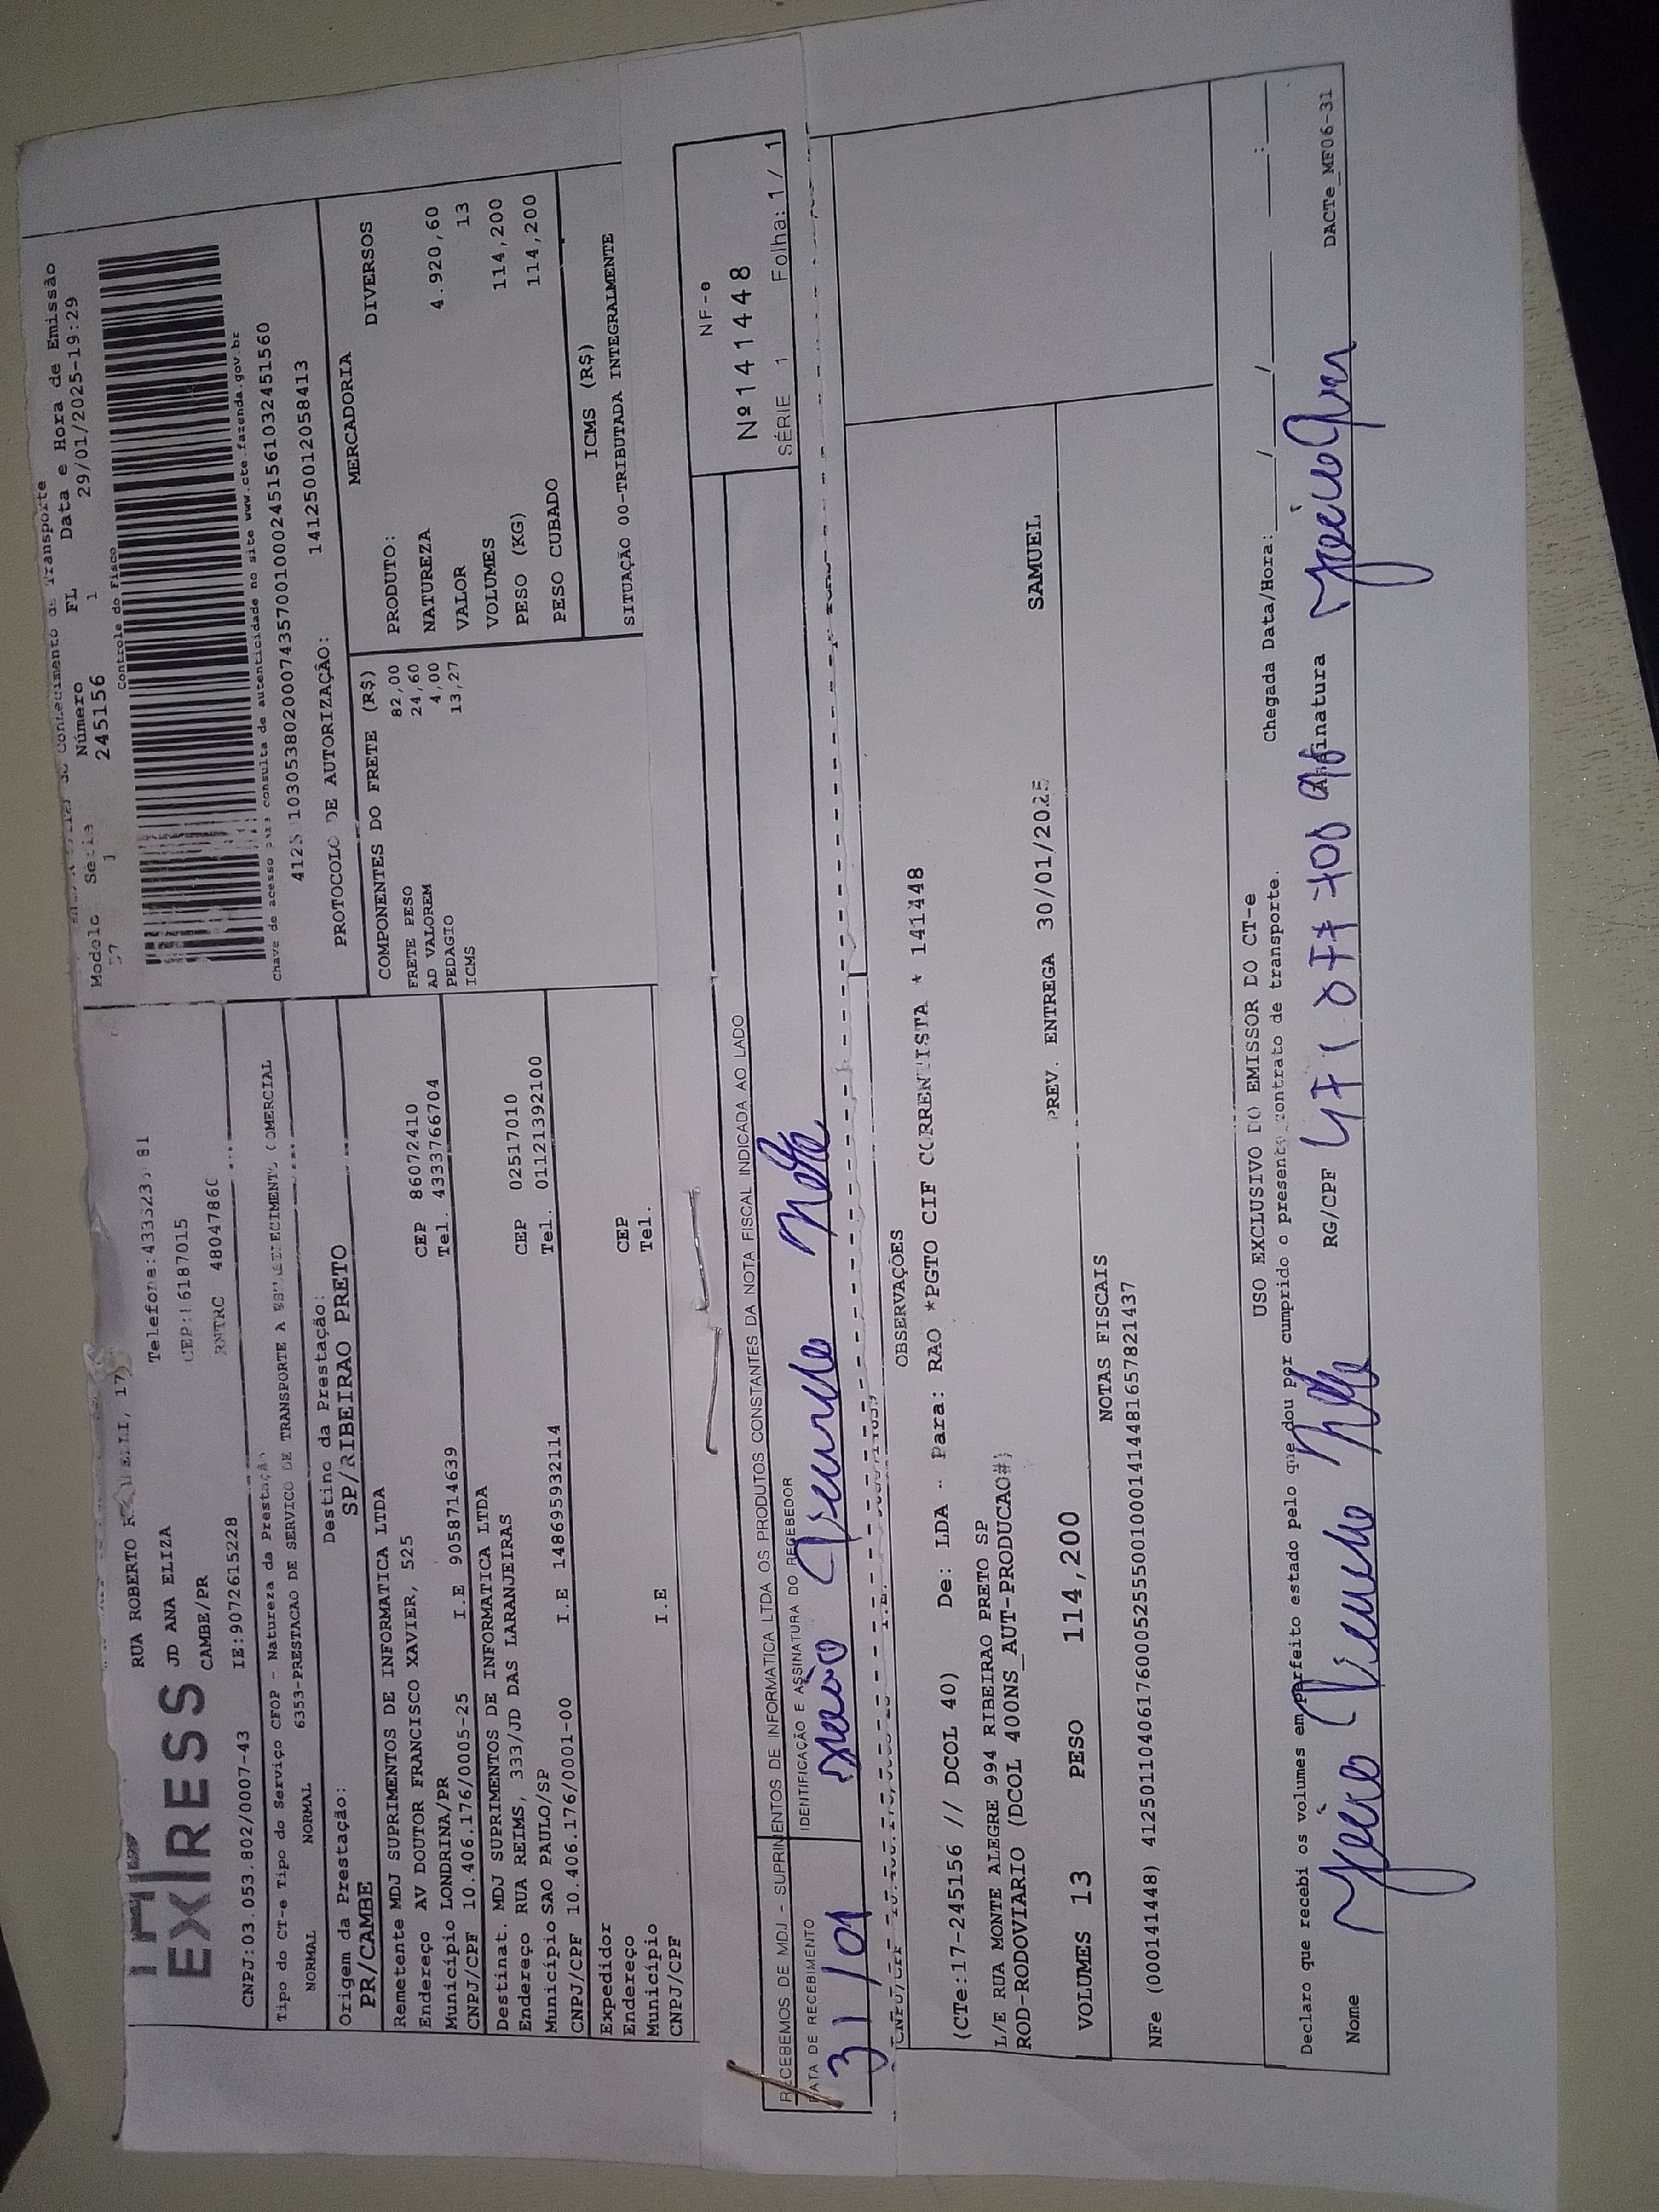 Modelo Série Número FL Data e Hora de Emissão
57 1 245156 1 29/01/2025-19:29
Controle do Fisco
EXPRESS
RUA ROBERTO
JD ANA ELIZA
CAMBE/PR
CNPJ:03.053.802/0007-43 IE:9072615228
RNTRC
Chave de acesso para consulta de autenticidade no site www.cte.fazenda.gov.br
PROTOCOLO DE AUTORIZAÇÃO: 141250012058413
Tipo do CT-e Tipo do Serviço CFOP - Natureza da Prestação
NORMAL NORMAL 6353-PRESTACAO DE SERVICO DE TRANSPORTE A ESTABELECIMENTO COMERCIAL
Origem da Prestação: Destino da Prestação:
PR/CAMBE SP/RIBEIRAO PRETO
Remetente MDJ SUPRIMENTOS DE INFORMATICA LTDA
Endereço AV DOUTOR FRANCISCO XAVIER, 525 CEP 86072410
Município LONDRINA/PR Tel. 4333766704
CNPJ/CPF 10.406.176/0005-25 I.E 9058714639
Destinat. MDJ SUPRIMENTOS DE INFORMATICA LTDA
Endereço RUA REIMS, 333/JD DAS LARANJEIRAS CEP 02517010
Município SAO PAULO/SP Tel. 01121392100
CNPJ/CPF 10.406.176/0001-00 I.E 148695932114
Expedidor
Endereço CEP
Município Tel.
CNPJ/CPF I.E
COMPONENTES DO FRETE (R$)
FRETE PESO 82,00
AD VALOREM 24,60
PEDAGIO 4,00
ICMS 13,27
MERCADORIA
PRODUTO: DIVERSOS
NATUREZA
VALOR 4.920,60
VOLUMES 13
PESO (KG) 114,200
PESO CUBADO 114,200
ICMS (R$)
SITUAÇÃO 00-TRIBUTADA INTEGRALMENTE
RECEBEMOS DE MDJ - SUPRIMENTOS DE INFORMATICA LTDA OS PRODUTOS CONSTANTES DA NOTA FISCAL INDICADA AO LADO
DATA DE RECEBIMENTO IDENTIFICAÇÃO E ASSINATURA DO RECEBEDOR
31/01
NF-e
Nº141448
SÉRIE 1 Folha: 1 / 1
OBSERVAÇÕES
(CTe:17-245156 // DCOL 40) De: LDA - Para: RAO *PGTO CIF CORRENTISTA * 141448
L/E RUA MONTE ALEGRE 994 RIBEIRAO PRETO SP
ROD-RODOVIARIO (DCOL 400NS_AUT-PRODUCAO#)
VOLUMES 13 PESO 114,200 PREV. ENTREGA 30/01/2025 SAMUEL
NOTAS FISCAIS
NFe (000141448) 41250110406176000525550010001414481657821437
USO EXCLUSIVO DO EMISSOR DO CT-e
Declaro que recebi os volumes em perfeito estado pelo que dou por cumprido o presente contrato de transporte. Chegada Data/Hora: ____/____/____ ____:____
Nome RG/CPF Assinatura
DACTe_MF06-31